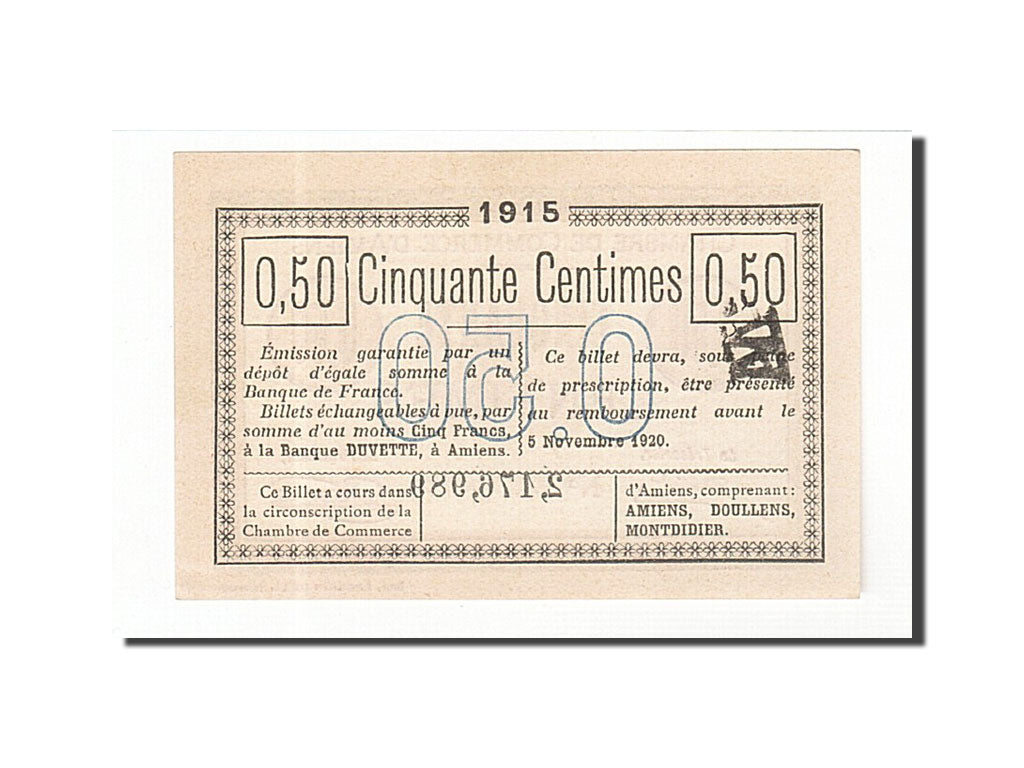 1915
0,50 Cinquante Centimes 0,50
0.50
Émission garantie par un
dépôt d'égale somme à la
Banque de France.
Billets échangeables à vue, par
somme d'au moins Cinq Francs,
à la Banque DUVETTE, à Amiens.
Ce billet devra, sous peine
de prescription, être présenté
au remboursement avant le
5 Novembre 1920.
2,176,989
Ce Billet a cours dans
la circonscription de la
Chambre de Commerce
d'Amiens, comprenant :
AMIENS, DOULLENS,
MONTDIDIER.